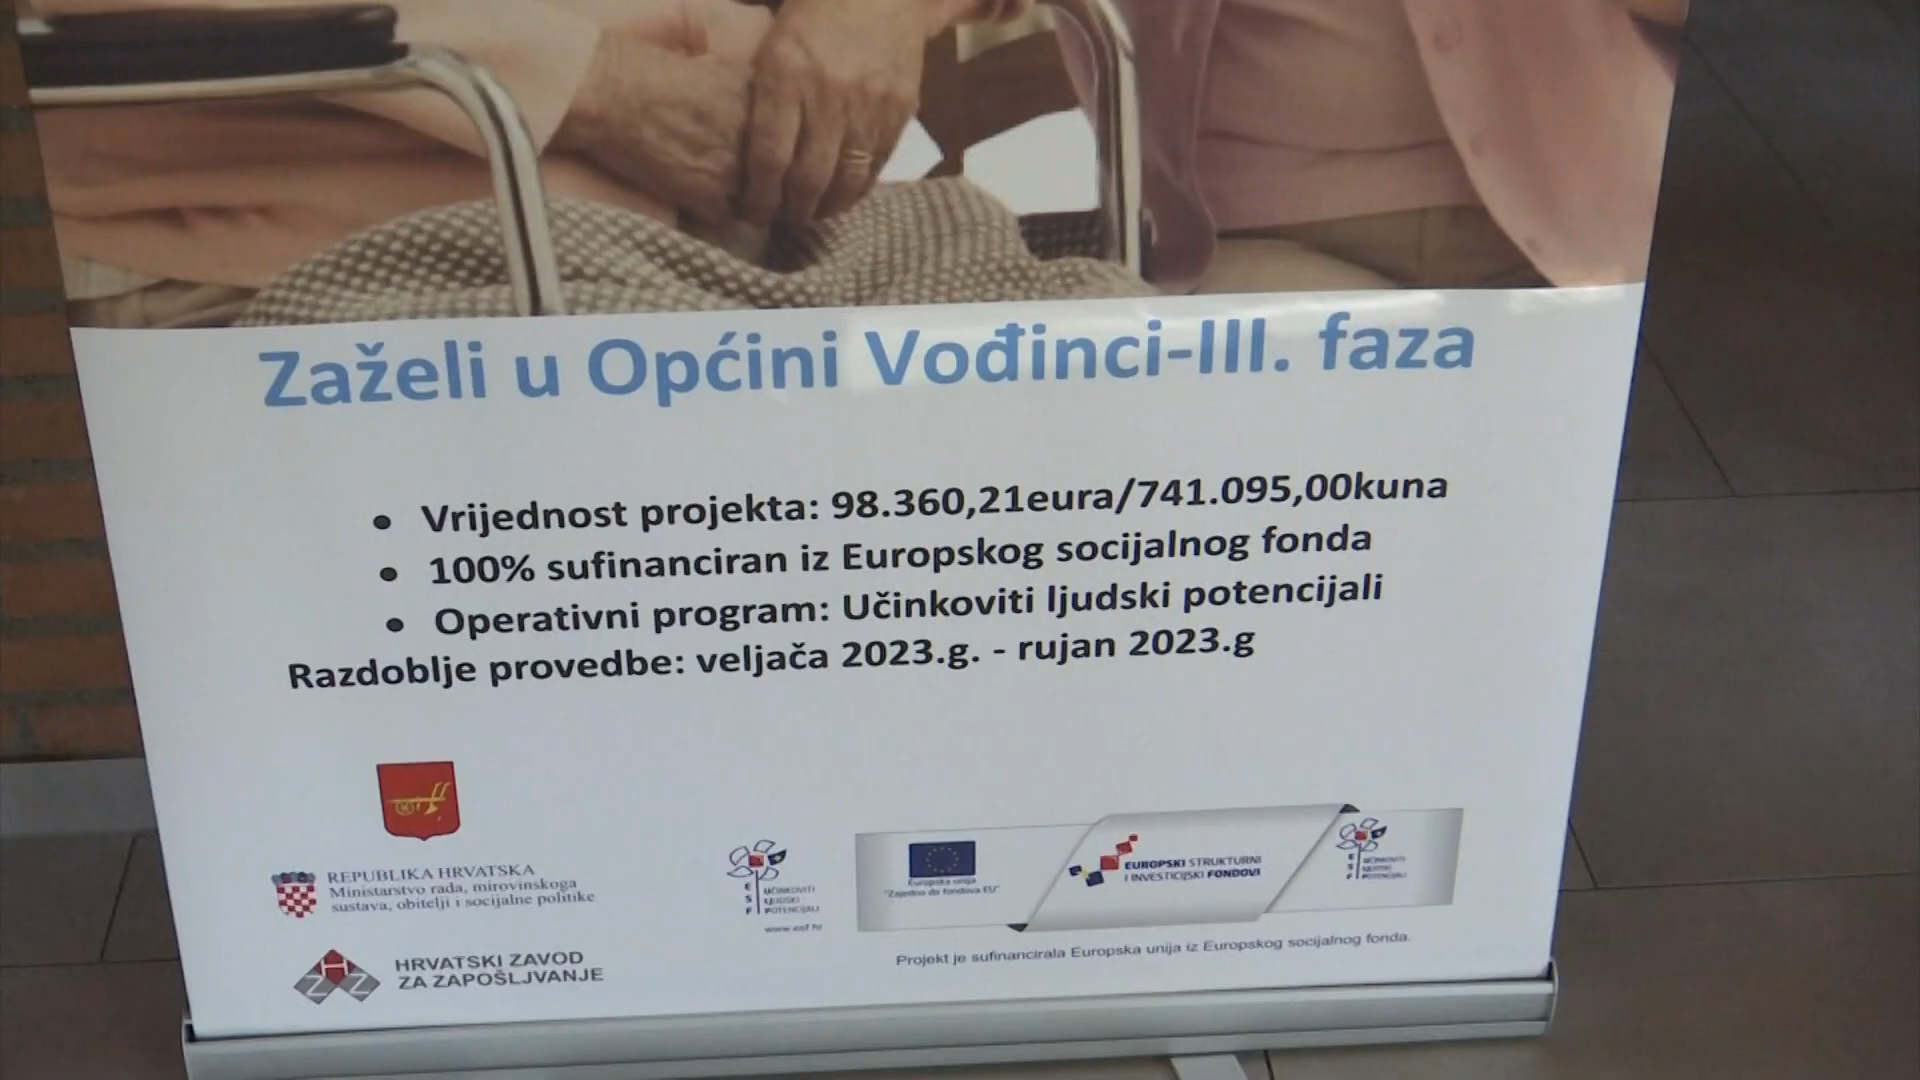 Zaželi u Općini Vođinci-III. faza
• Vrijednost projekta: 98.360,21eura/741.095,00kuna
• 100% sufinanciran iz Europskog socijalnog fonda
• Operativni program: Učinkoviti ljudski potencijali
Razdoblje provedbe: veljača 2023.g. - rujan 2023.g
REPUBLIKA HRVATSKA
Ministarstvo rada, mirovinskoga
sustava, obitelji i socijalne politike
HRVATSKI ZAVOD
ZA ZAPOŠLJVANJE
HZZ
E UČINKOVITI
S LJUDSKI
F POTENCIJALI
www.esf.hr
Europska unija
"Zajedno do fondova EU"
EUROPSKI STRUKTURNI
I INVESTICIJSKI FONDOVI
E UČINKOVITI
S LJUDSKI
F POTENCIJALI
Projekt je sufinancirala Europska unija iz Europskog socijalnog fonda.